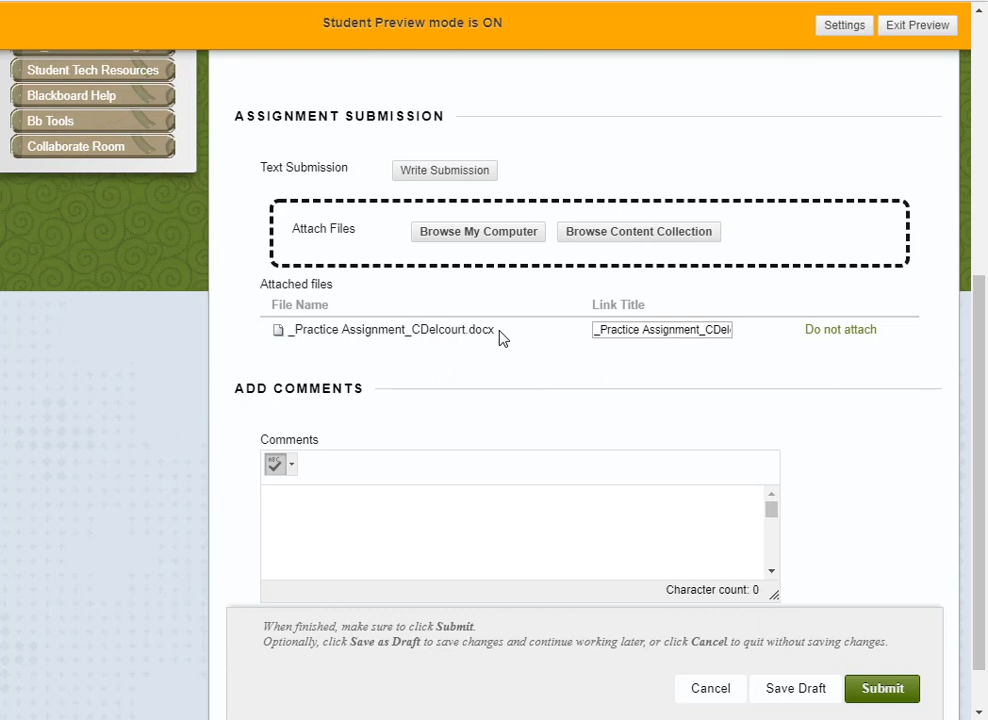 Student Preview mode is ON
Settings
Exit Preview
Student Tech Resources
Blackboard Help
Bb Tools
Collaborate Room
ASSIGNMENT SUBMISSION
Text Submission
Write Submission
Attach Files
Browse My Computer
Browse Content Collection
Attached files
File Name
Link Title
_Practice Assignment_CDelcourt.docx
_Practice Assignment_CDel
Do not attach
ADD COMMENTS
Comments
ABC
Character count: 0
When finished, make sure to click Submit.
Optionally, click Save as Draft to save changes and continue working later, or click Cancel to quit without saving changes.
Cancel
Save Draft
Submit